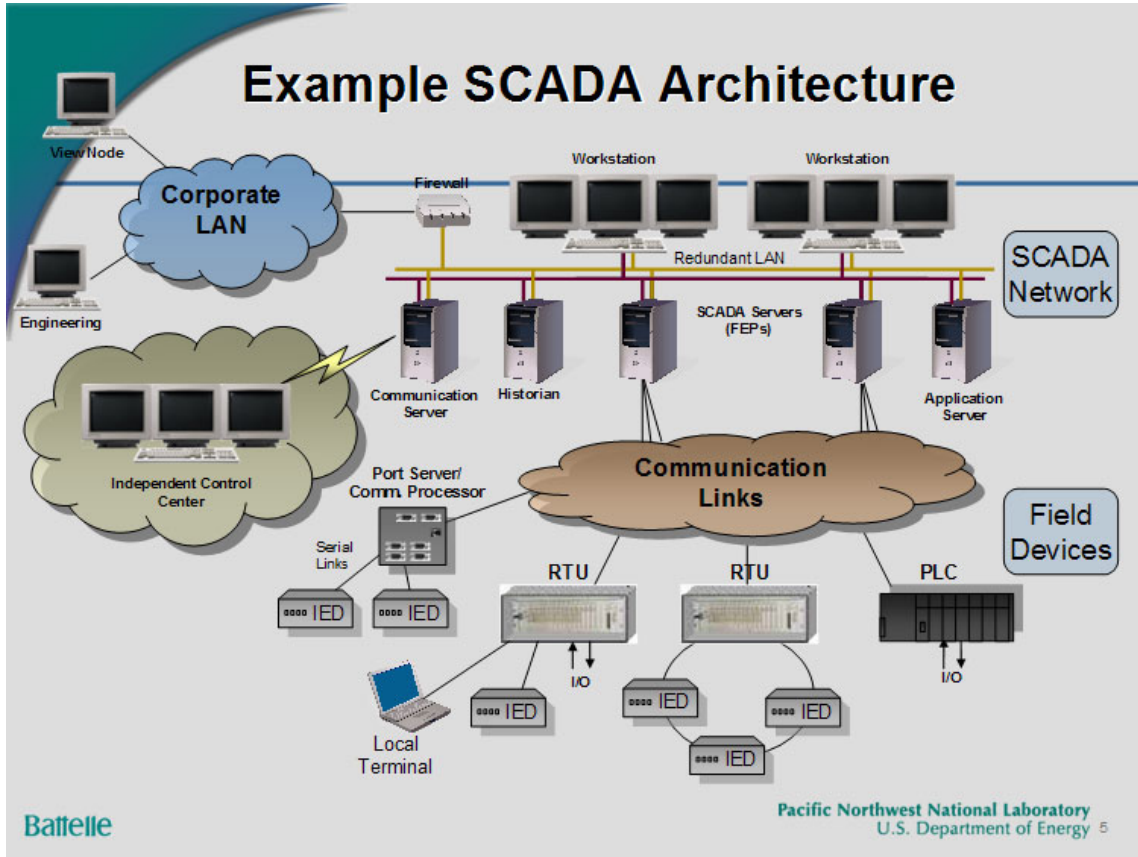 Example SCADA Architecture
View Node
Corporate
LAN
Firewall
Workstation
Workstation
Redundant LAN
SCADA
Network
Engineering
SCADA Servers
(FEPs)
Communication
Server
Historian
Application
Server
Independent Control
Center
Port Server/
Comm. Processor
Communication
Links
Serial
Links
Field
Devices
RTU
RTU
PLC
IED
IED
I/O
I/O
IED
IED
IED
IED
Local
Terminal
Battelle
Pacific Northwest National Laboratory
U.S. Department of Energy 5